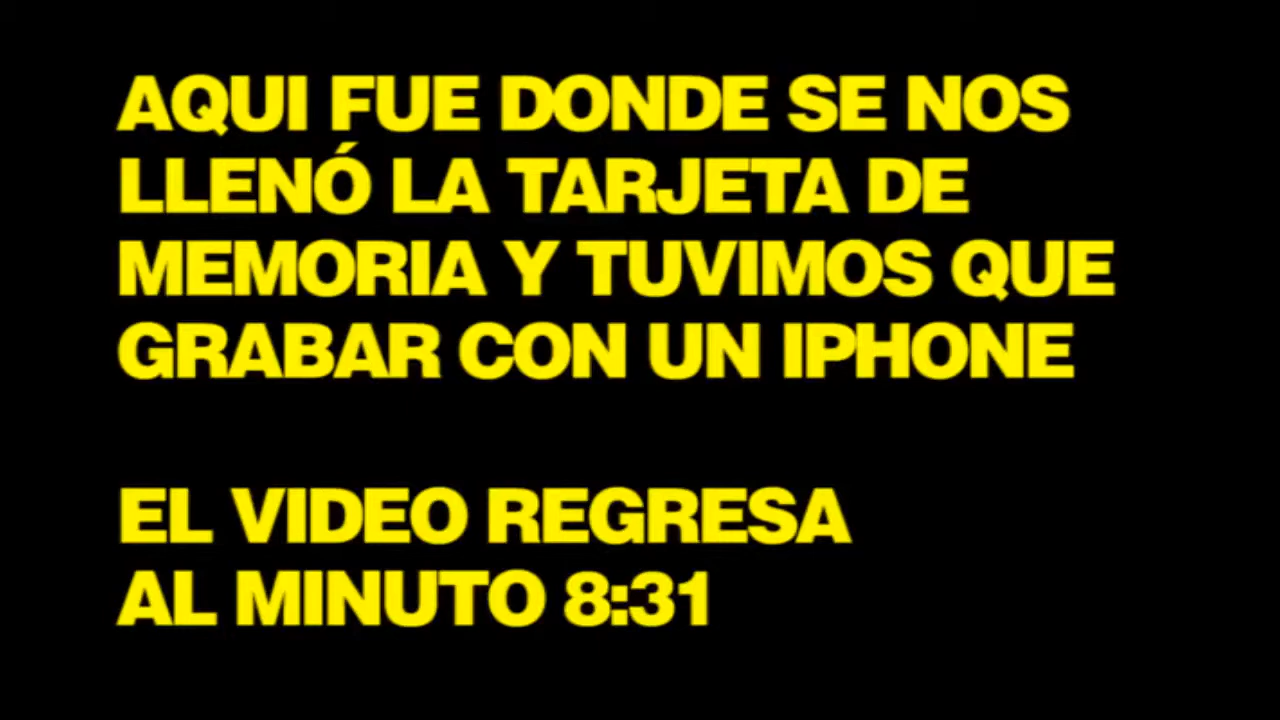 AQUI FUE DONDE SE NOS
LLENÓ LA TARJETA DE
MEMORIA Y TUVIMOS QUE
GRABAR CON UN IPHONE
EL VIDEO REGRESA
AL MINUTO 8:31